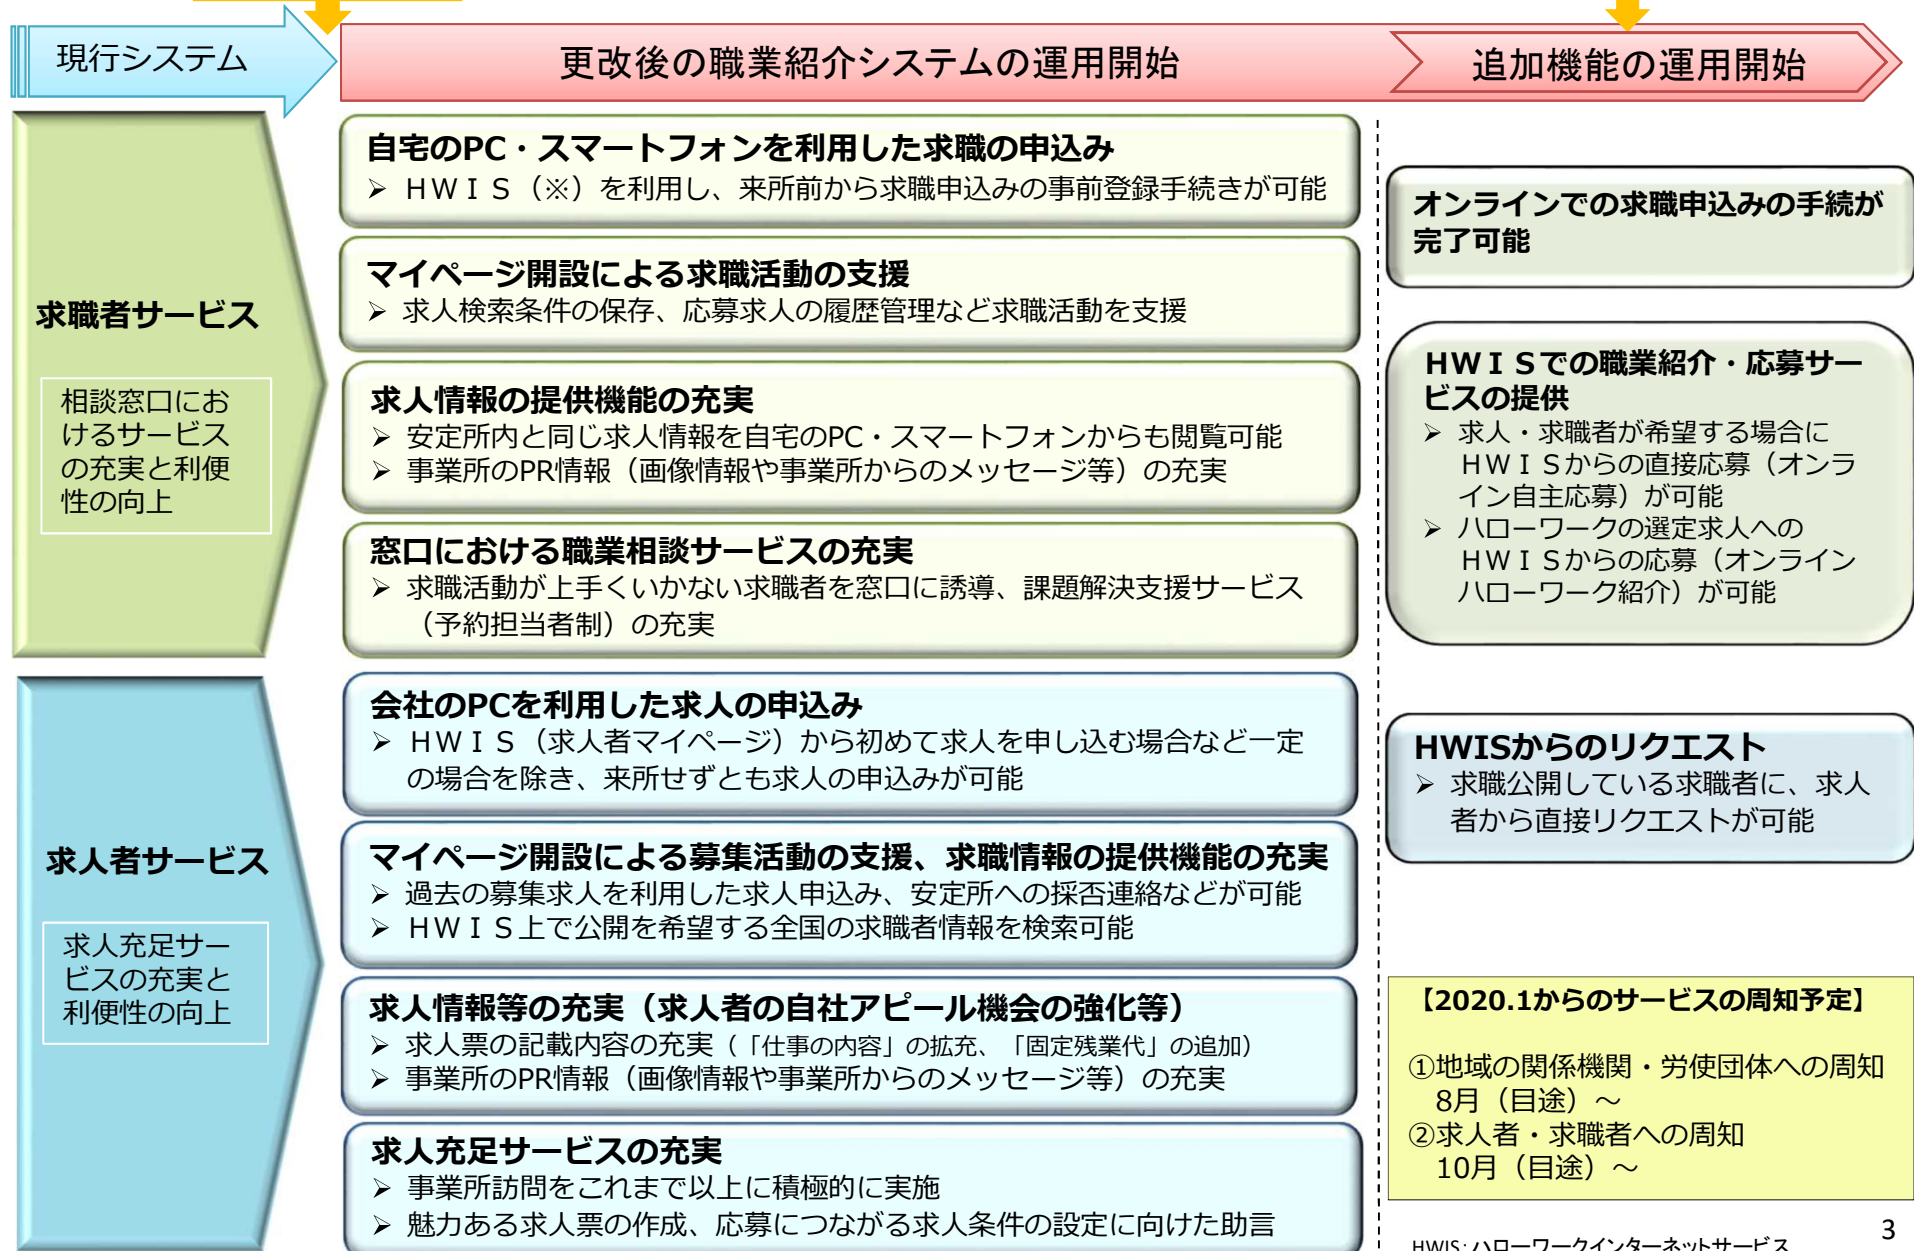 現行システム
更改後の職業紹介システムの運用開始
追加機能の運用開始
求職者サービス
相談窓口にお
けるサービス
の充実と利便
性の向上
自宅のPC・スマートフォンを利用した求職の申込み
➢ ＨＷＩＳ（※）を利用し、来所前から求職申込みの事前登録手続きが可能
マイページ開設による求職活動の支援
➢ 求人検索条件の保存、応募求人の履歴管理など求職活動を支援
求人情報の提供機能の充実
➢ 安定所内と同じ求人情報を自宅のPC・スマートフォンからも閲覧可能
➢ 事業所のPR情報（画像情報や事業所からのメッセージ等）の充実
窓口における職業相談サービスの充実
➢ 求職活動が上手くいかない求職者を窓口に誘導、課題解決支援サービス
（予約担当者制）の充実
オンラインでの求職申込みの手続が
完了可能
ＨＷＩＳでの職業紹介・応募サー
ビスの提供
➢ 求人・求職者が希望する場合に
ＨＷＩＳからの直接応募（オンラ
イン自主応募）が可能
➢ ハローワークの選定求人への
ＨＷＩＳからの応募（オンライン
ハローワーク紹介）が可能
求人者サービス
求人充足サー
ビスの充実と
利便性の向上
会社のPCを利用した求人の申込み
➢ ＨＷＩＳ（求人者マイページ）から初めて求人を申し込む場合など一定
の場合を除き、来所せずとも求人の申込みが可能
マイページ開設による募集活動の支援、求職情報の提供機能の充実
➢ 過去の募集求人を利用した求人申込み、安定所への採否連絡などが可能
➢ ＨＷＩＳ上で公開を希望する全国の求職者情報を検索可能
求人情報等の充実（求人者の自社アピール機会の強化等）
➢ 求人票の記載内容の充実（「仕事の内容」の拡充、「固定残業代」の追加）
➢ 事業所のPR情報（画像情報や事業所からのメッセージ等）の充実
求人充足サービスの充実
➢ 事業所訪問をこれまで以上に積極的に実施
➢ 魅力ある求人票の作成、応募につながる求人条件の設定に向けた助言
HWISからのリクエスト
➢ 求職公開している求職者に、求人
者から直接リクエストが可能
【2020.1からのサービスの周知予定】
①地域の関係機関・労使団体への周知
8月（目途）～
②求人者・求職者への周知
10月（目途）～
HWIS：ハローワークインターネットサービス
3